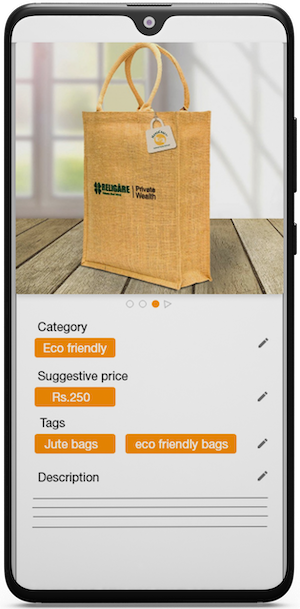 RELIGARE
Private
Wealth
Category
Eco friendly
Suggestive price
Rs.250
Tags
Jute bags
eco friendly bags
Description